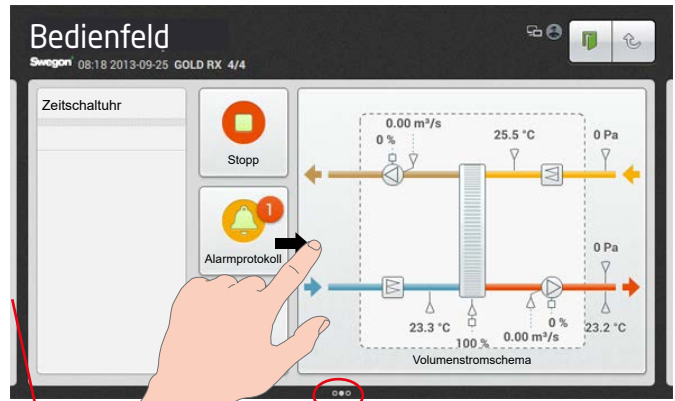 Bedienfeld
Swegon 08:18 2013-09-25 GOLD RX 4/4
Zeitschaltuhr
Stopp
1
Alarmprotokoll
0.00 m³/s
0 %
25.5 °C
0 Pa
0 Pa
23.3 °C
100 %
0.00 m³/s
0 %
23.2 °C
Volumenstromschema